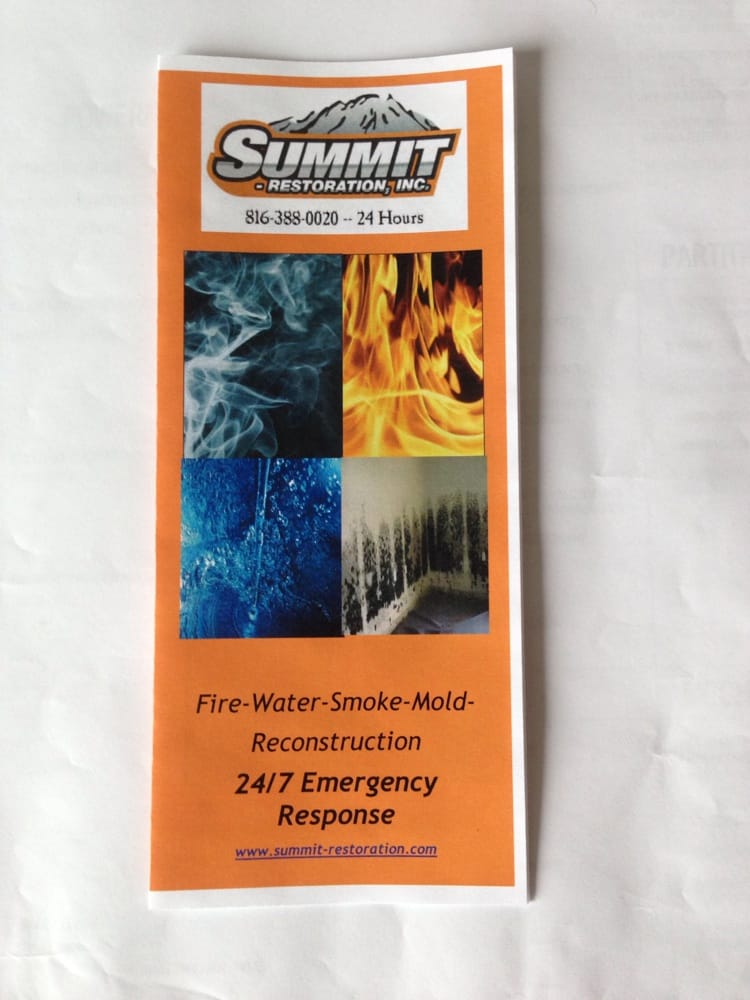 SUMMIT
- RESTORATION, INC.
816-388-0020 -- 24 Hours
Fire-Water-Smoke-Mold-
Reconstruction
24/7 Emergency
Response
www.summit-restoration.com